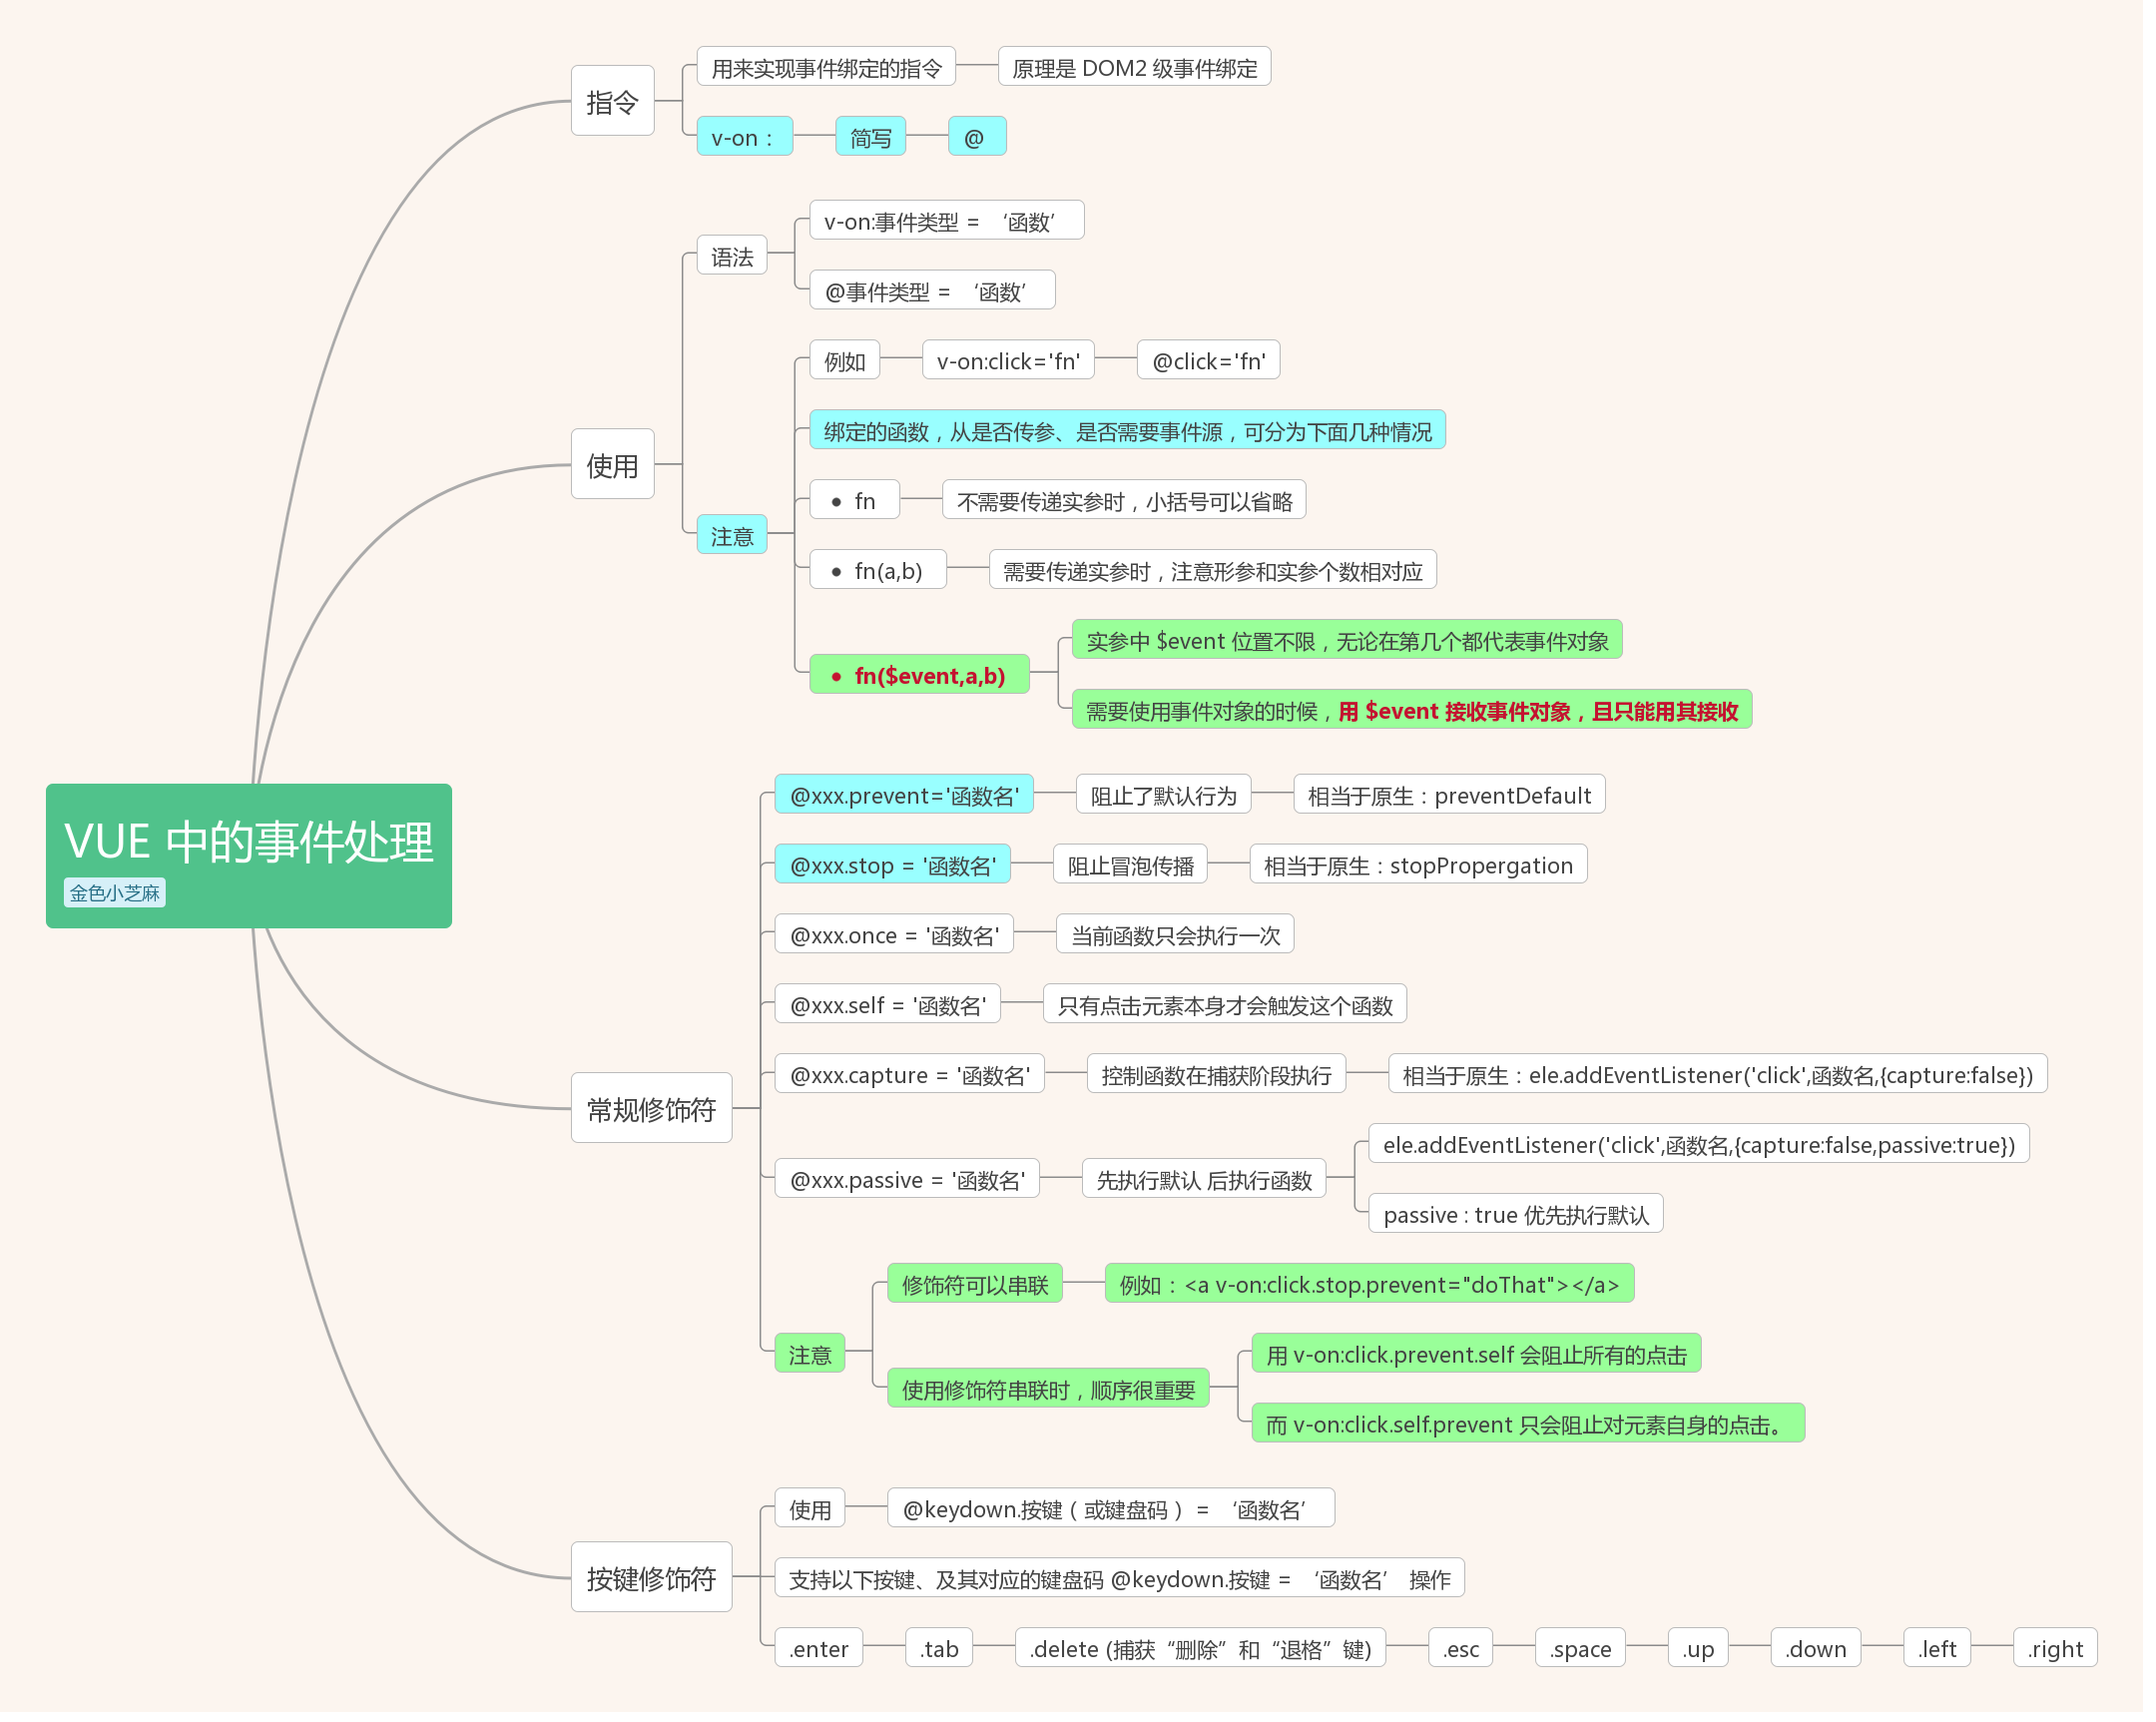 VUE 中的事件处理
金色小芝麻
指令
用来实现事件绑定的指令
原理是 DOM2 级事件绑定
v-on：
简写
@
使用
语法
v-on:事件类型 = ‘函数’
@事件类型 = ‘函数’
注意
例如
v-on:click='fn'
@click='fn'
绑定的函数，从是否传参、是否需要事件源，可分为下面几种情况
• fn
不需要传递实参时，小括号可以省略
• fn(a,b)
需要传递实参时，注意形参和实参个数相对应
• fn($event,a,b)
实参中 $event 位置不限，无论在第几个都代表事件对象
需要使用事件对象的时候，用 $event 接收事件对象，且只能用其接收
常规修饰符
@xxx.prevent='函数名'
阻止了默认行为
相当于原生：preventDefault
@xxx.stop = '函数名'
阻止冒泡传播
相当于原生：stopPropergation
@xxx.once = '函数名'
当前函数只会执行一次
@xxx.self = '函数名'
只有点击元素本身才会触发这个函数
@xxx.capture = '函数名'
控制函数在捕获阶段执行
相当于原生：ele.addEventListener('click',函数名,{capture:false})
@xxx.passive = '函数名'
先执行默认 后执行函数
ele.addEventListener('click',函数名,{capture:false,passive:true})
passive : true 优先执行默认
注意
修饰符可以串联
例如：<a v-on:click.stop.prevent="doThat"></a>
使用修饰符串联时，顺序很重要
用 v-on:click.prevent.self 会阻止所有的点击
而 v-on:click.self.prevent 只会阻止对元素自身的点击。
按键修饰符
使用
@keydown.按键（或键盘码） = ‘函数名’
支持以下按键、及其对应的键盘码 @keydown.按键 = ‘函数名’ 操作
.enter
.tab
.delete (捕获“删除”和“退格”键)
.esc
.space
.up
.down
.left
.right